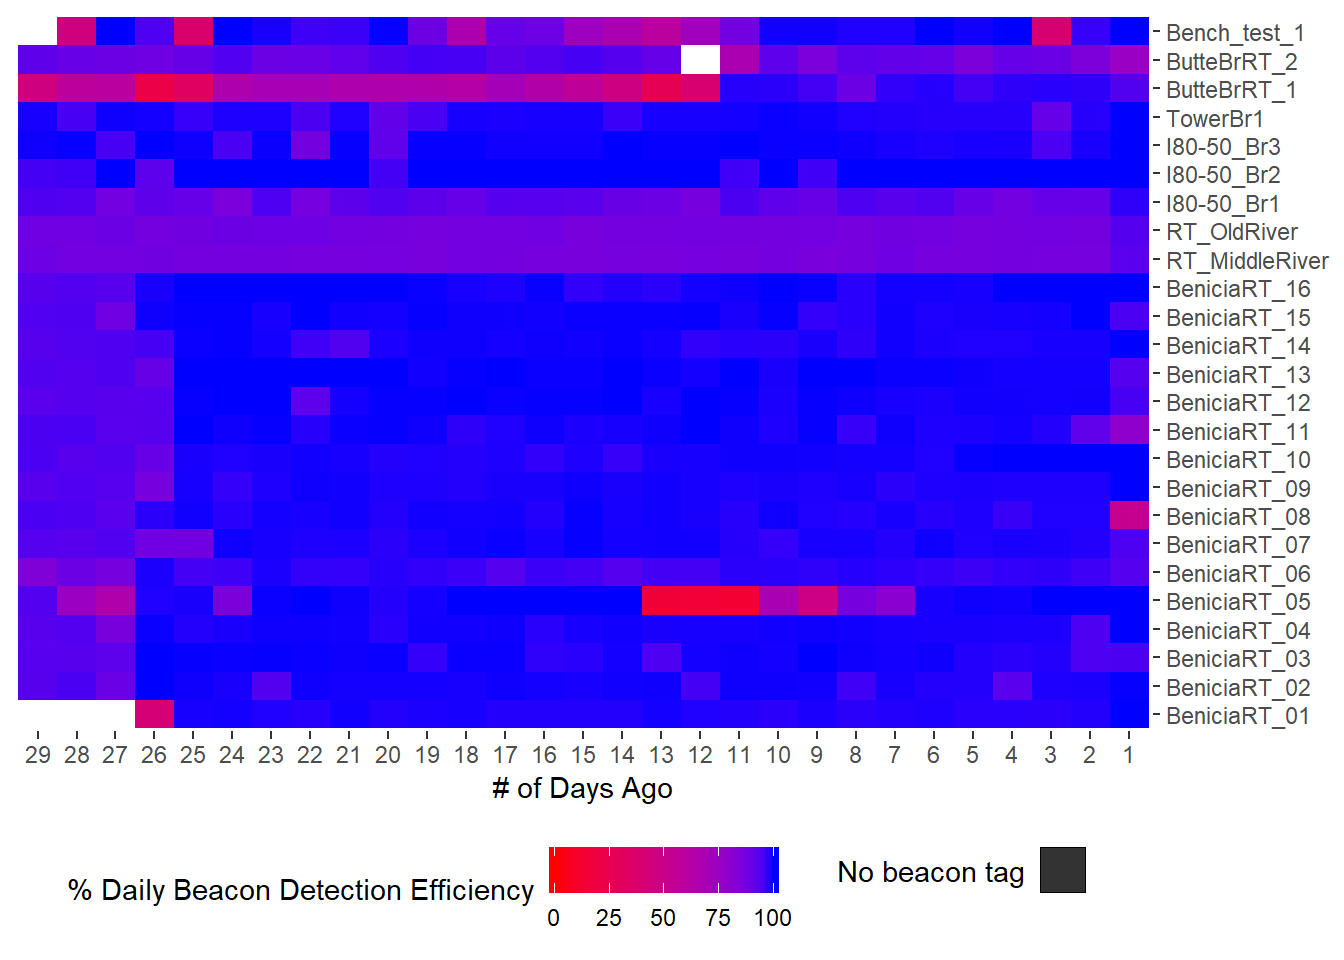 Bench_test_1
ButteBrRT_2
ButteBrRT_1
TowerBr1
I80-50_Br3
I80-50_Br2
I80-50_Br1
RT_OldRiver
RT_MiddleRiver
BeniciaRT_16
BeniciaRT_15
BeniciaRT_14
BeniciaRT_13
BeniciaRT_12
BeniciaRT_11
BeniciaRT_10
BeniciaRT_09
BeniciaRT_08
BeniciaRT_07
BeniciaRT_06
BeniciaRT_05
BeniciaRT_04
BeniciaRT_03
BeniciaRT_02
BeniciaRT_01
29 28 27 26 25 24 23 22 21 20 19 18 17 16 15 14 13 12 11 10 9 8 7 6 5 4 3 2 1
# of Days Ago
No beacon tag
% Daily Beacon Detection Efficiency
0 25 50 75 100